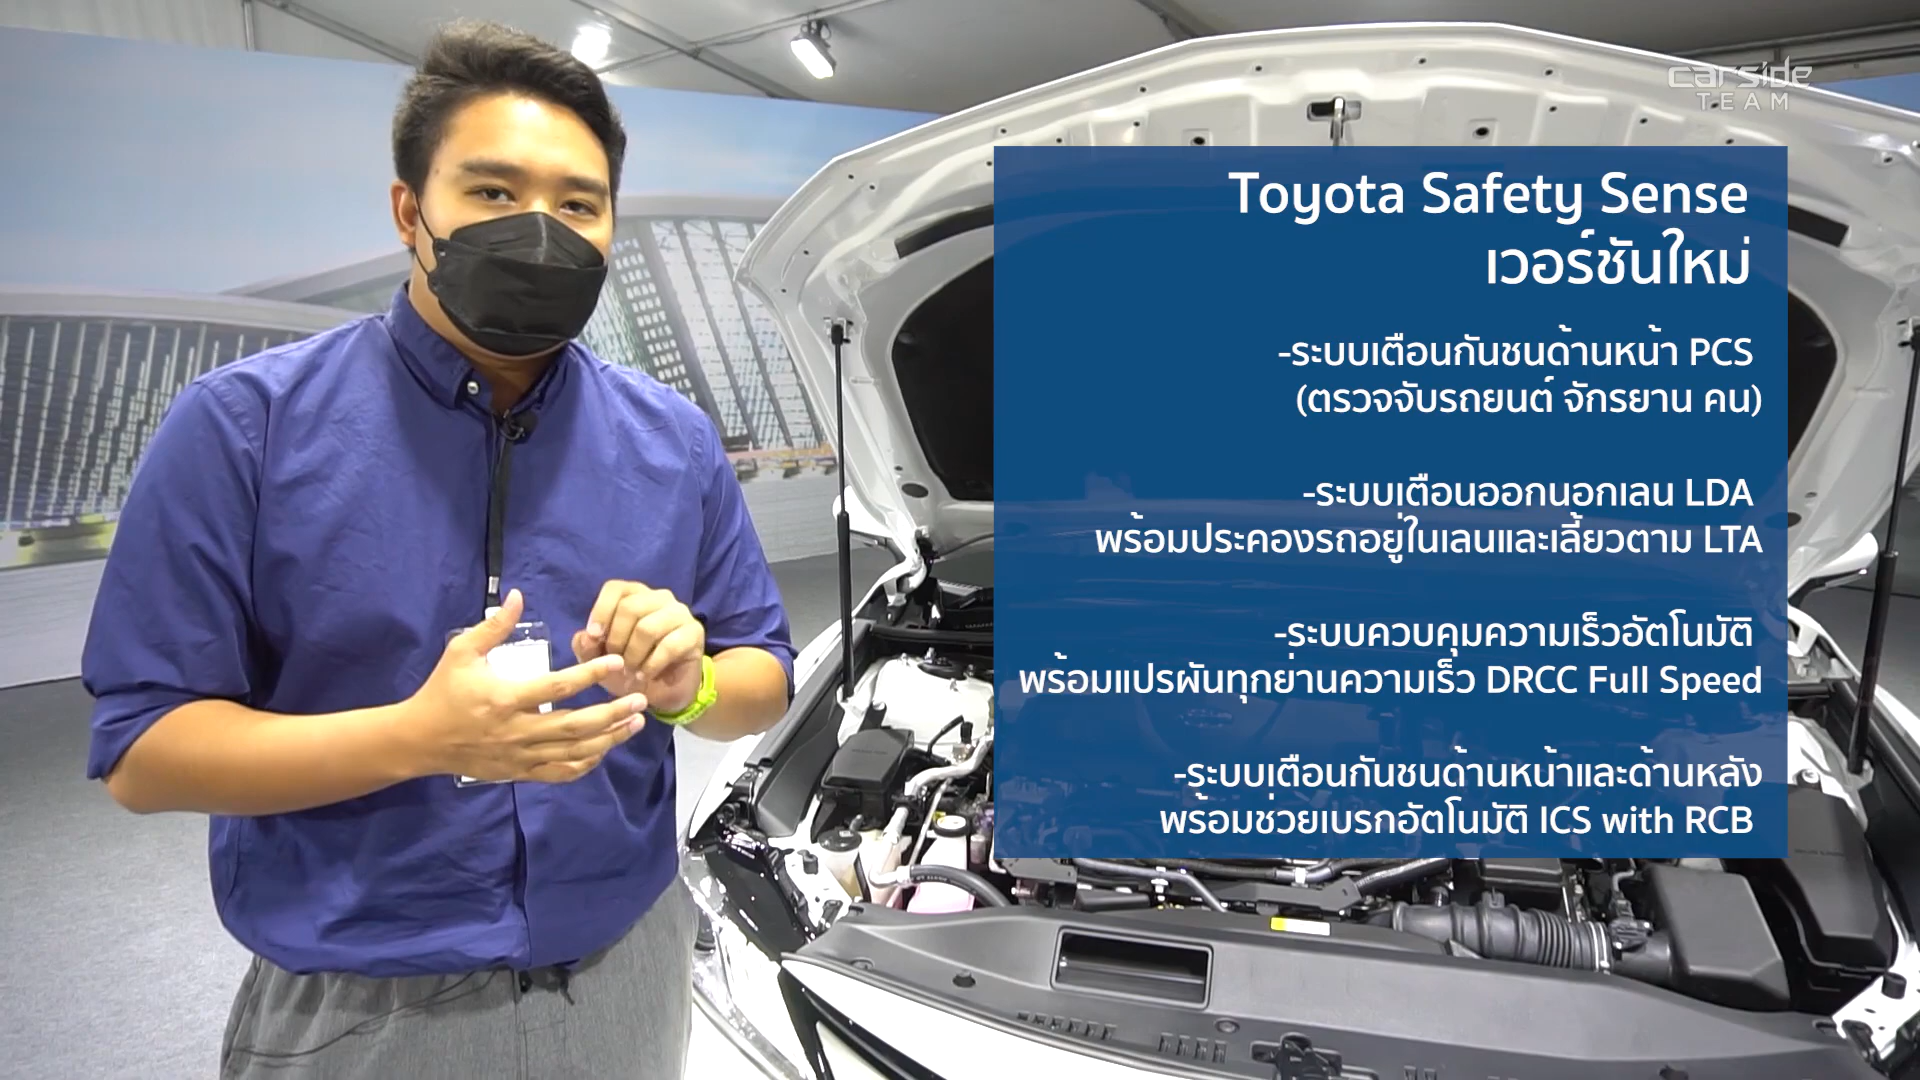 carside
TEAM
Toyota Safety Sense
เวอร์ชันใหม่
-ระบบเตือนกันชนด้านหน้า PCS
(ตรวจจับรถยนต์ จักรยาน คน)
-ระบบเตือนออกนอกเลน LDA
พร้อมประคองรถอยู่ในเลนและเลี้ยวตาม LTA
-ระบบควบคุมความเร็วอัตโนมัติ
พร้อมแปรผันทุกย่านความเร็ว DRCC Full Speed
-ระบบเตือนกันชนด้านหน้าและด้านหลัง
พร้อมช่วยเบรกอัตโนมัติ ICS with RCB